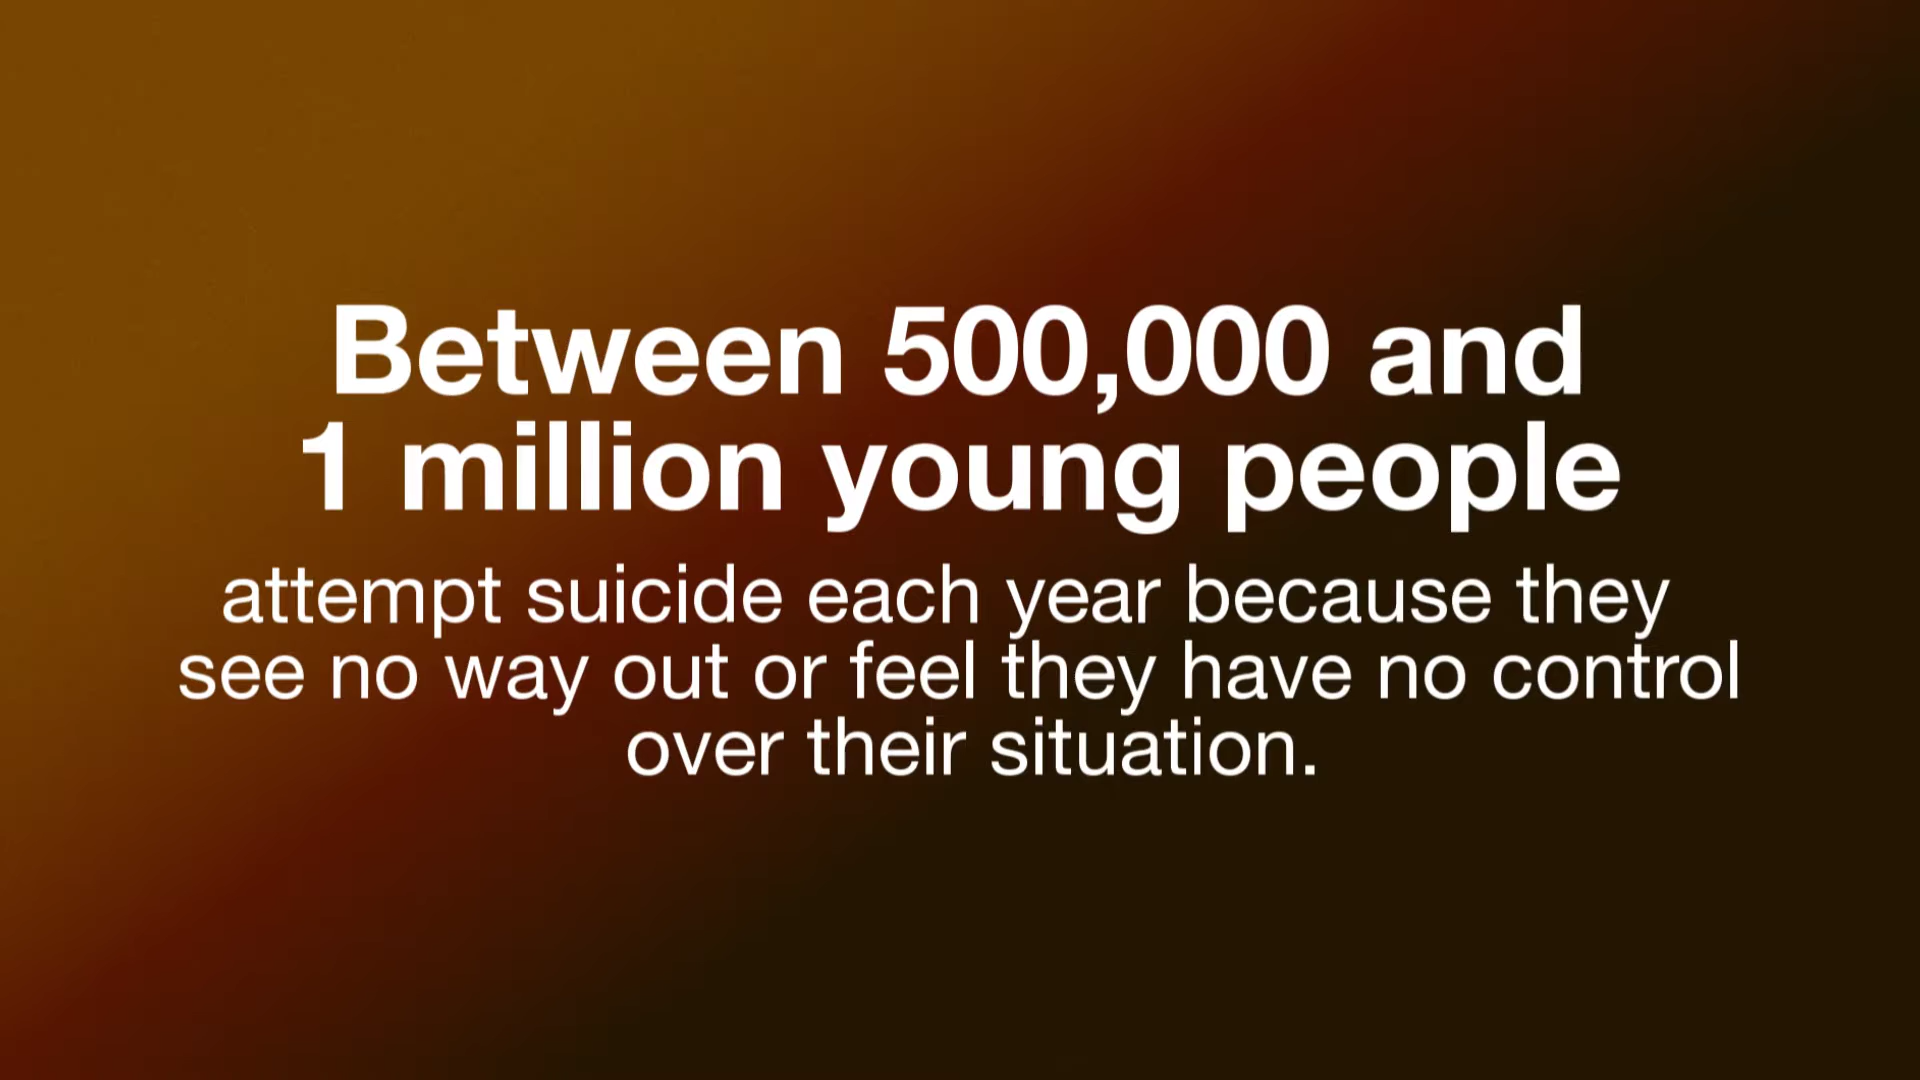 Between 500,000 and
1 million young people
attempt suicide each year because they
see no way out or feel they have no control
over their situation.